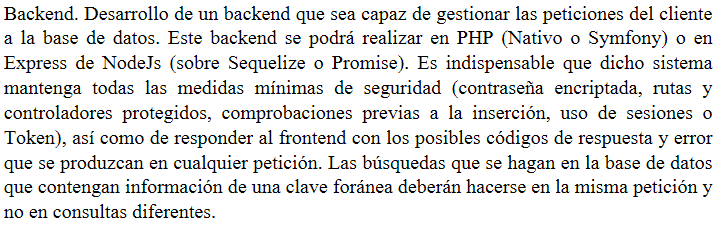 Backend. Desarrollo de un backend que sea capaz de gestionar las peticiones del cliente
a la base de datos. Este backend se podrá realizar en PHP (Nativo o Symfony) o en
Express de NodeJs (sobre Sequelize o Promise). Es indispensable que dicho sistema
mantenga todas las medidas mínimas de seguridad (contraseña encriptada, rutas y
controladores protegidos, comprobaciones previas a la inserción, uso de sesiones o
Token), así como de responder al frontend con los posibles códigos de respuesta y error
que se produzcan en cualquier petición. Las búsquedas que se hagan en la base de datos
que contengan información de una clave foránea deberán hacerse en la misma petición y
no en consultas diferentes.